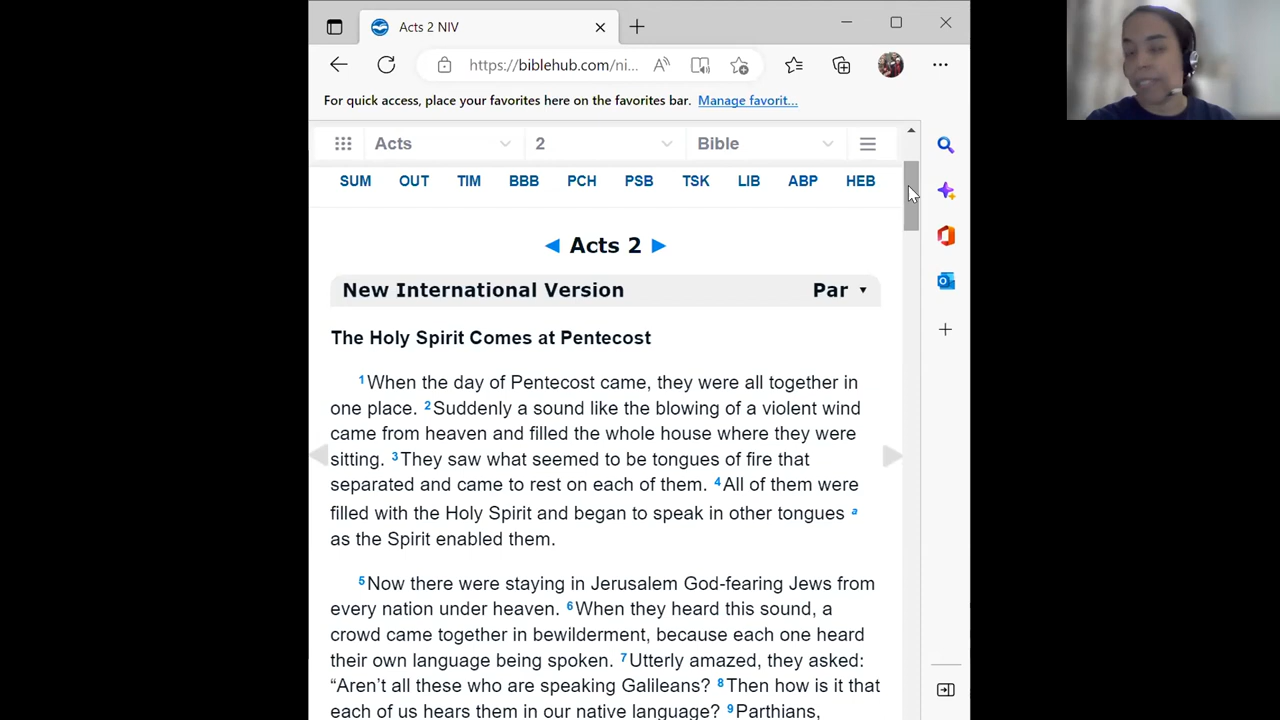 Acts 2 NIV
https://biblehub.com/ni...
For quick access, place your favorites here on the favorites bar. Manage favorit...
Acts 2 Bible
SUM OUT TIM BBB PCH PSB TSK LIB ABP HEB
Acts 2
New International Version Par
The Holy Spirit Comes at Pentecost
1When the day of Pentecost came, they were all together in
one place. 2Suddenly a sound like the blowing of a violent wind
came from heaven and filled the whole house where they were
sitting. 3They saw what seemed to be tongues of fire that
separated and came to rest on each of them. 4All of them were
filled with the Holy Spirit and began to speak in other tongues a
as the Spirit enabled them.
5Now there were staying in Jerusalem God-fearing Jews from
every nation under heaven. 6When they heard this sound, a
crowd came together in bewilderment, because each one heard
their own language being spoken. 7Utterly amazed, they asked:
“Aren’t all these who are speaking Galileans? 8Then how is it that
each of us hears them in our native language? 9Parthians,